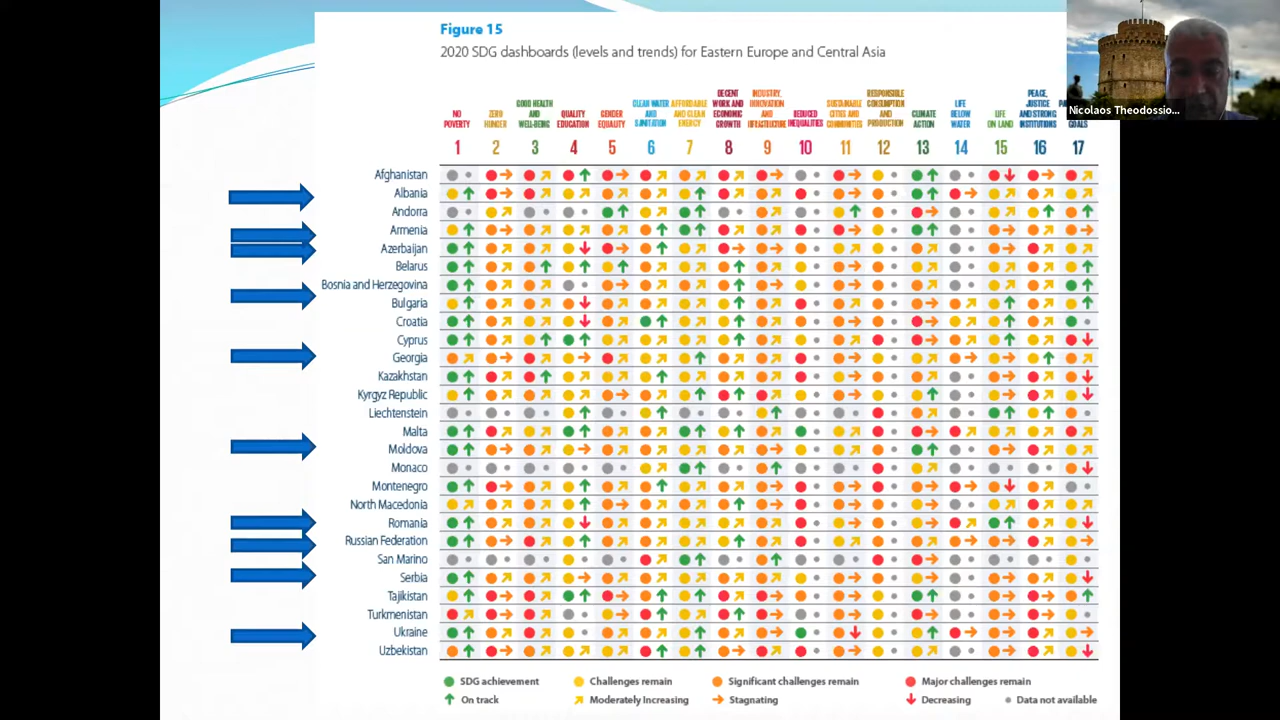 Figure 15
2020 SDG dashboards (levels and trends) for Eastern Europe and Central Asia
Nicolaos Theodossio...
NO POVERTY
ZERO HUNGER
GOOD HEALTH AND WELL-BEING
QUALITY EDUCATION
GENDER EQUALITY
CLEAN WATER AND SANITATION
AFFORDABLE AND CLEAN ENERGY
DECENT WORK AND ECONOMIC GROWTH
INDUSTRY, INNOVATION AND INFRASTRUCTURE
REDUCED INEQUALITIES
SUSTAINABLE CITIES AND COMMUNITIES
RESPONSIBLE CONSUMPTION AND PRODUCTION
CLIMATE ACTION
LIFE BELOW WATER
LIFE ON LAND
PEACE, JUSTICE AND STRONG INSTITUTIONS
GOALS
1 2 3 4 5 6 7 8 9 10 11 12 13 14 15 16 17
Afghanistan
Albania
Andorra
Armenia
Azerbaijan
Belarus
Bosnia and Herzegovina
Bulgaria
Croatia
Cyprus
Georgia
Kazakhstan
Kyrgyz Republic
Liechtenstein
Malta
Moldova
Monaco
Montenegro
North Macedonia
Romania
Russian Federation
San Marino
Serbia
Tajikistan
Turkmenistan
Ukraine
Uzbekistan
SDG achievement Challenges remain Significant challenges remain Major challenges remain
On track Moderately Increasing Stagnating Decreasing Data not available